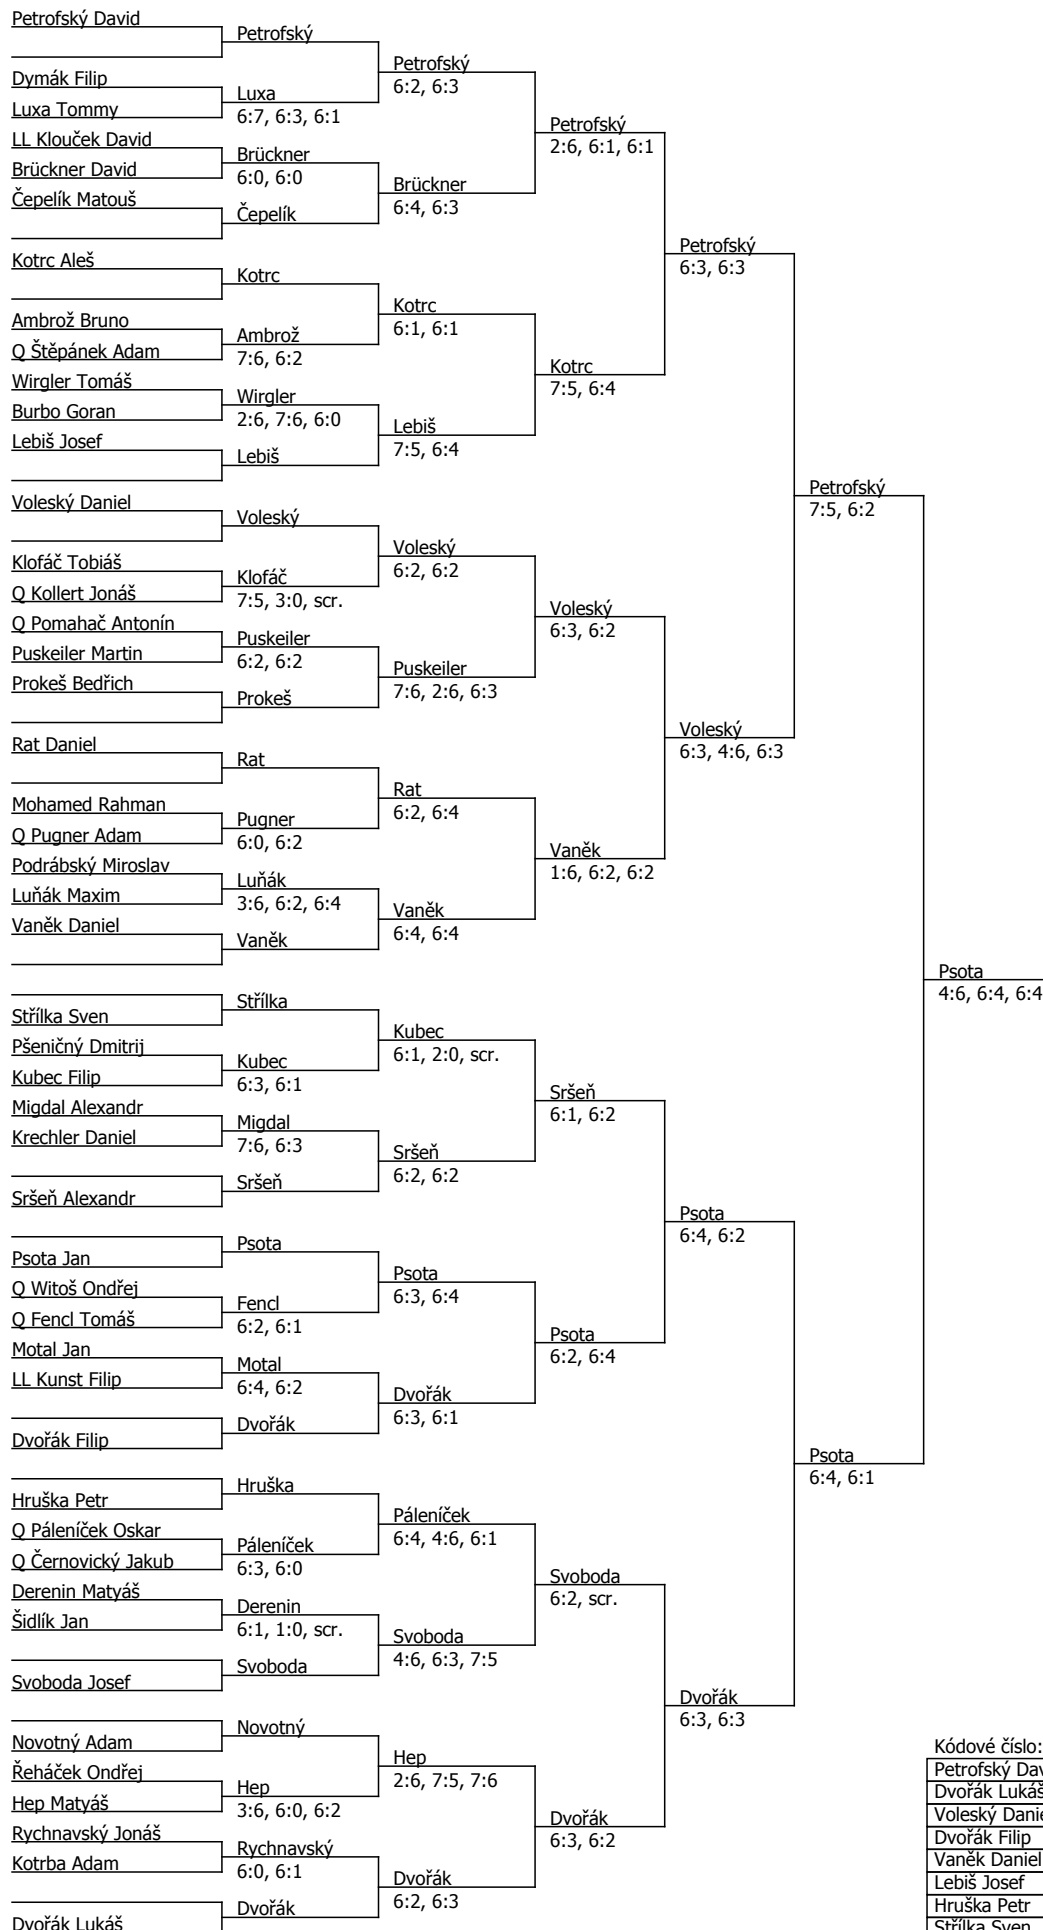 Petrofský David
Petrofský
Petrofský
6:2, 6:3
Dymák Filip
Luxa
Luxa Tommy
6:7, 6:3, 6:1
Petrofský
2:6, 6:1, 6:1
LL Klouček David
Brückner
Brückner David
6:0, 6:0
Brückner
6:4, 6:3
Čepelík Matouš
Čepelík
Petrofský
6:3, 6:3
Kotrc Aleš
Kotrc
Kotrc
6:1, 6:1
Ambrož Bruno
Ambrož
Q Štěpánek Adam
7:6, 6:2
Kotrc
7:5, 6:4
Wirgler Tomáš
Wirgler
Burbo Goran
2:6, 7:6, 6:0
Lebiš
7:5, 6:4
Lebiš Josef
Lebiš
Petrofský
7:5, 6:2
Voleský Daniel
Voleský
Voleský
6:2, 6:2
Klofáč Tobiáš
Klofáč
Q Kollert Jonáš
7:5, 3:0, scr.
Voleský
6:3, 6:2
Q Pomahač Antonín
Puskeiler
Puskeiler Martin
6:2, 6:2
Puskeiler
7:6, 2:6, 6:3
Prokeš Bedřich
Prokeš
Voleský
6:3, 4:6, 6:3
Rat Daniel
Rat
Rat
6:2, 6:4
Mohamed Rahman
Pugner
Q Pugner Adam
6:0, 6:2
Vaněk
1:6, 6:2, 6:2
Podrábský Miroslav
Luňák
Luňák Maxim
3:6, 6:2, 6:4
Vaněk
6:4, 6:4
Vaněk Daniel
Vaněk
Psota
4:6, 6:4, 6:4
Střílka
Střílka Sven
Kubec
6:1, 2:0, scr.
Pšeničný Dmitrij
Kubec
Kubec Filip
6:3, 6:1
Sršeň
6:1, 6:2
Migdal Alexandr
Migdal
Krechler Daniel
7:6, 6:3
Sršeň
6:2, 6:2
Sršeň
Sršeň Alexandr
Psota
6:4, 6:2
Psota
Psota Jan
Psota
6:3, 6:4
Q Witoš Ondřej
Fencl
Q Fencl Tomáš
6:2, 6:1
Psota
6:2, 6:4
Motal Jan
Motal
LL Kunst Filip
6:4, 6:2
Dvořák
6:3, 6:1
Dvořák
Dvořák Filip
Psota
6:4, 6:1
Hruška
Hruška Petr
Páleníček
6:4, 4:6, 6:1
Q Páleníček Oskar
Páleníček
Q Černovický Jakub
6:3, 6:0
Svoboda
6:2, scr.
Derenin Matyáš
Derenin
Šidlík Jan
6:1, 1:0, scr.
Svoboda
4:6, 6:3, 7:5
Svoboda
Svoboda Josef
Dvořák
6:3, 6:3
Novotný
Novotný Adam
Hep
2:6, 7:5, 7:6
Řeháček Ondřej
Hep
Hep Matyáš
3:6, 6:0, 6:2
Dvořák
6:3, 6:2
Rychnavský Jonáš
Rychnavský
Kotrba Adam
6:0, 6:1
Dvořák
6:2, 6:3
Dvořák
Dvořák Lukáš
Kódové číslo:
Petrofský Dav
Dvořák Lukáš
Voleský Danie
Dvořák Filip
Vaněk Daniel
Lebiš Josef
Hruška Petr
Střílka Sven